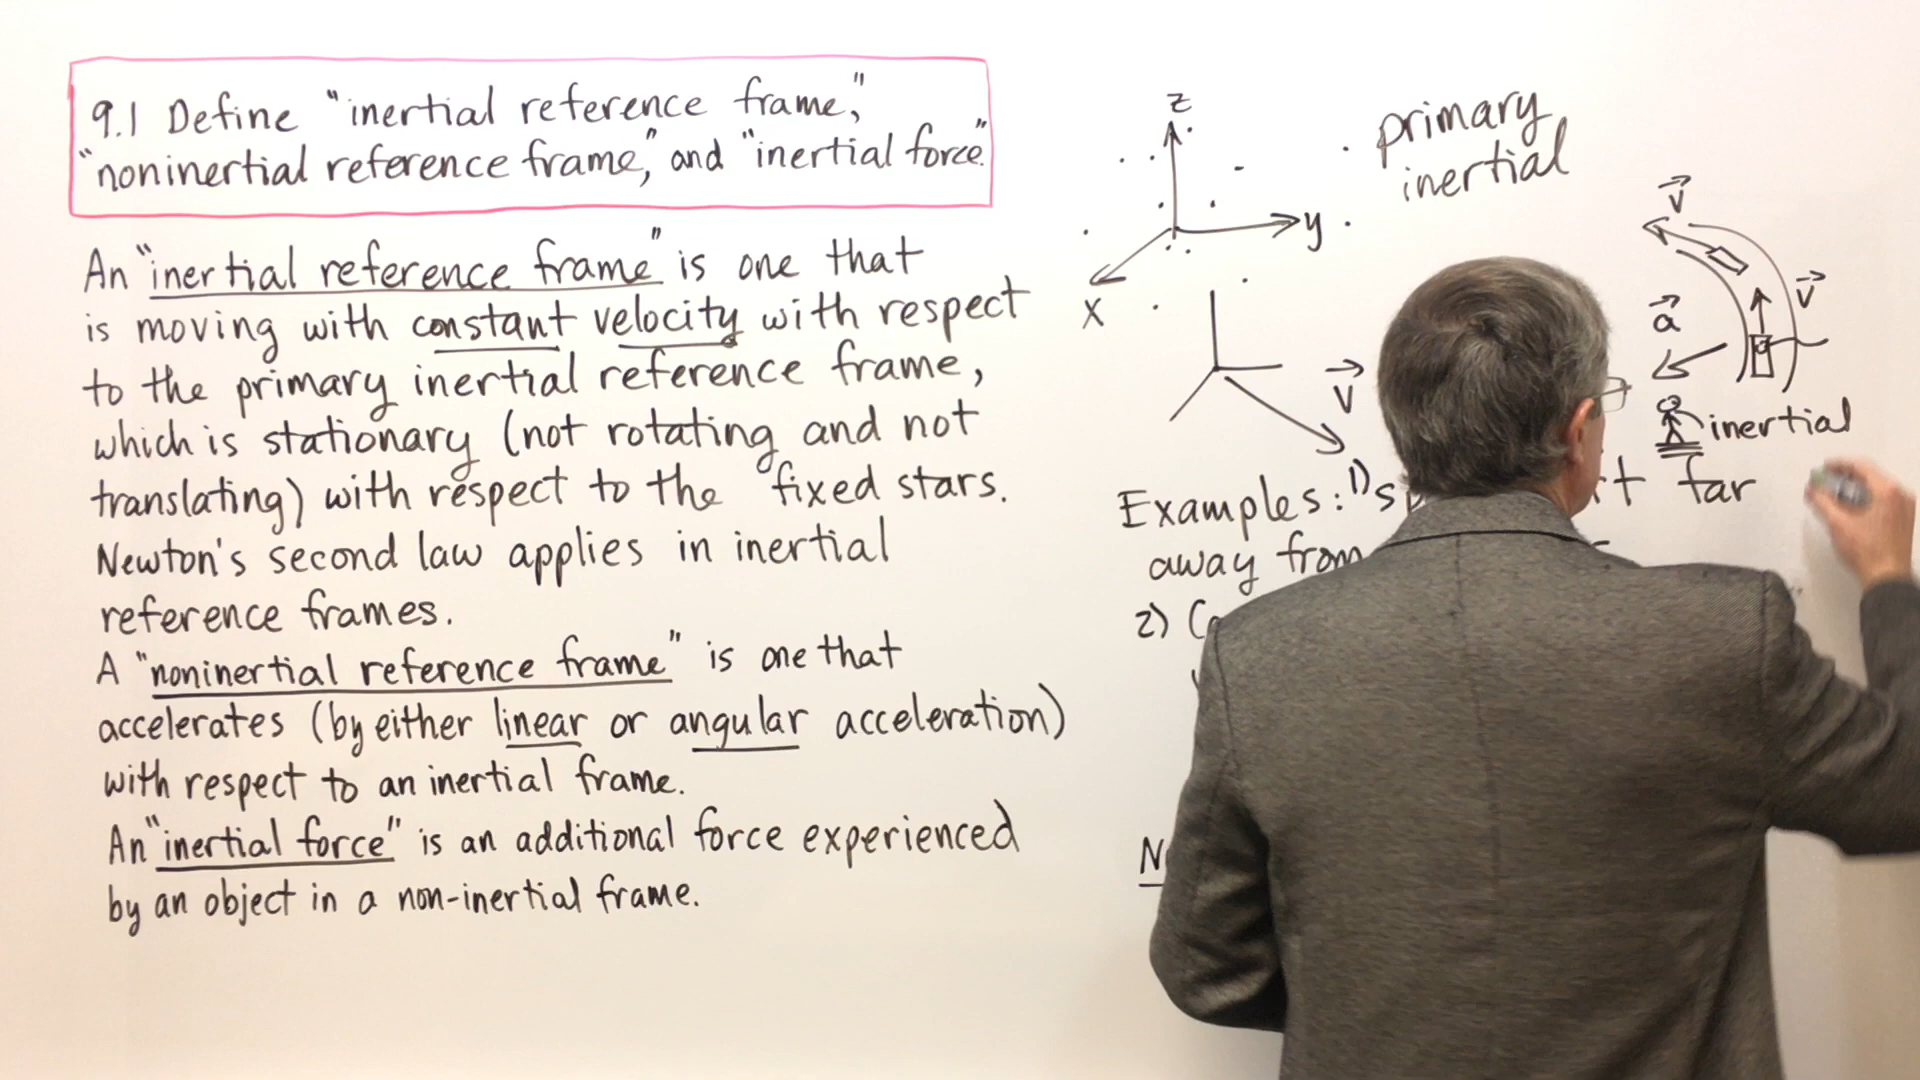 9.1 Define "inertial reference frame,"
"noninertial reference frame," and "inertial force."
An "inertial reference frame" is one that
is moving with constant velocity with respect
to the primary inertial reference frame,
which is stationary (not rotating and not
translating) with respect to the fixed stars.
Newton's second law applies in inertial
reference frames.
A "noninertial reference frame" is one that
accelerates (by either linear or angular acceleration)
with respect to an inertial frame.
An "inertial force" is an additional force experienced
by an object in a non-inertial frame.
z
y
x
primary
inertial
v
v
v
a
inertial
Examples: 1) far
away from
2)